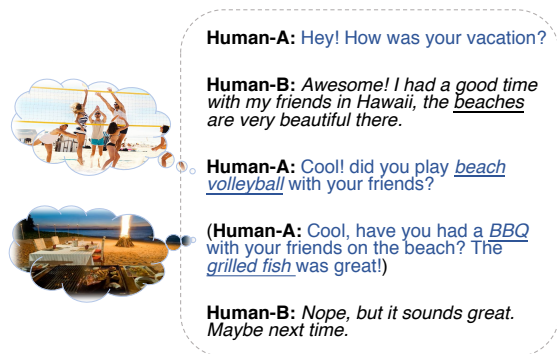 Human-A: Hey! How was your vacation?
Human-B: Awesome! I had a good time
with my friends in Hawaii, the beaches
are very beautiful there.
Human-A: Cool! did you play beach
volleyball with your friends?
(Human-A: Cool, have you had a BBQ
with your friends on the beach? The
grilled fish was great!)
Human-B: Nope, but it sounds great.
Maybe next time.